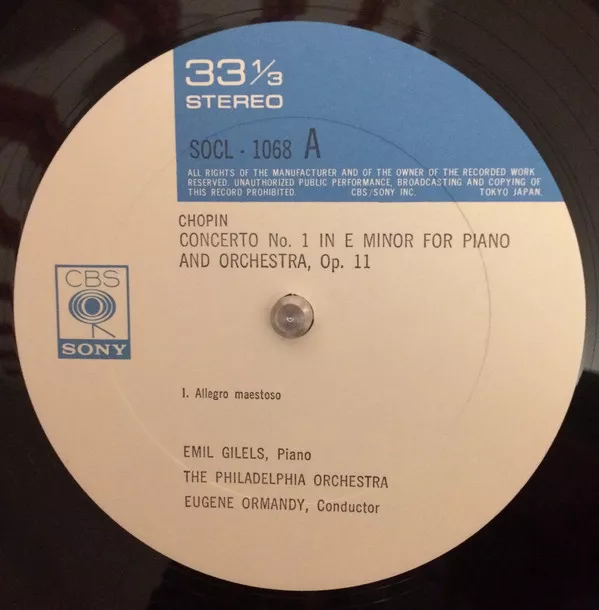 33 1/3
STEREO
SOCL - 1068 A
ALL RIGHTS OF THE MANUFACTURER AND OF THE OWNER OF THE RECORDED WORK
RESERVED. UNAUTHORIZED PUBLIC PERFORMANCE, BROADCASTING AND COPYING OF
THIS RECORD PROHIBITED. CBS/SONY INC. TOKYO JAPAN.
CHOPIN
CONCERTO No. 1 IN E MINOR FOR PIANO
AND ORCHESTRA, Op. 11
CBS
SONY
I. Allegro maestoso
EMIL GILELS, Piano
THE PHILADELPHIA ORCHESTRA
EUGENE ORMANDY, Conductor